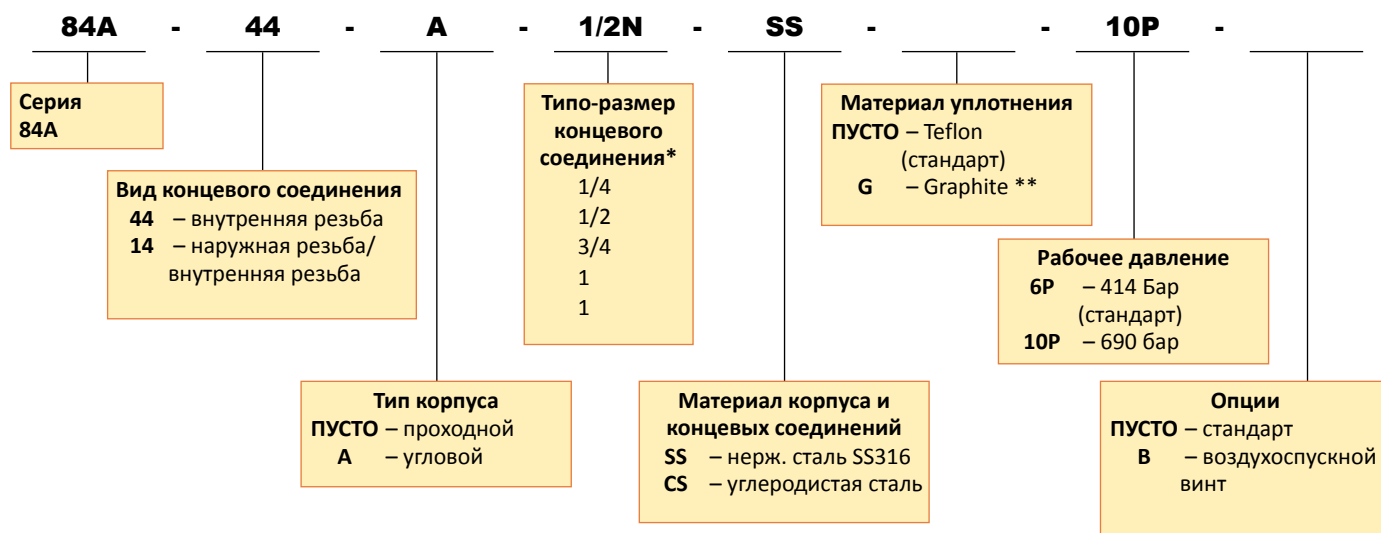 84A - 44 - A - 1/2N - SS - - 10P -
Серия
84A
Вид концевого соединения
44 – внутренняя резьба
14 – наружная резьба/
внутренняя резьба
Тип корпуса
ПУСТО – проходной
A – угловой
Типо-размер
концевого
соединения*
1/4
1/2
3/4
1
1
Материал корпуса и
концевых соединений
SS – нерж. сталь SS316
CS – углеродистая сталь
Материал уплотнения
ПУСТО – Teflon
(стандарт)
G – Graphite **
Рабочее давление
6P – 414 Бар
(стандарт)
10P – 690 бар
Опции
ПУСТО – стандарт
B – воздухоспускной
винт